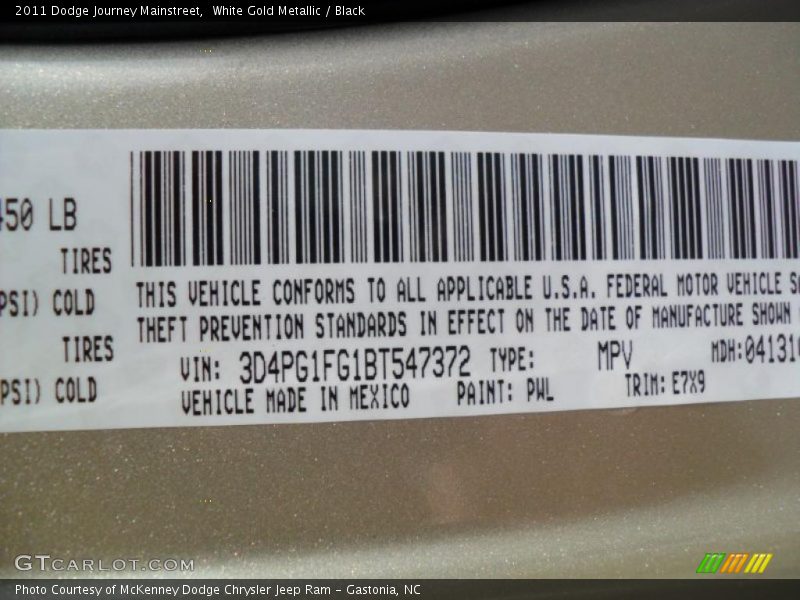 2011 Dodge Journey Mainstreet,  White Gold Metallic / Black
450 LB
TIRES
PSI) COLD
TIRES
PSI) COLD
THIS VEHICLE CONFORMS TO ALL APPLICABLE U.S.A. FEDERAL MOTOR VEHICLE
THEFT PREVENTION STANDARDS IN EFFECT ON THE DATE OF MANUFACTURE SHOWN
VIN: 3D4PG1FG1BT547372 TYPE: MPV MDH:04131
VEHICLE MADE IN MEXICO PAINT: PWL TRIM: E7X9
GTCARLOT.COM
Photo Courtesy of McKenney Dodge Chrysler Jeep Ram – Gastonia, NC